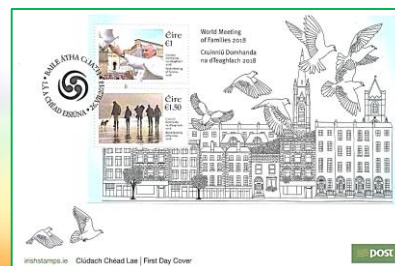 World Meeting
of Families 2018
Cruinniú Domhanda
na dTeaghlach 2018
Éire
€1
Éire
€1.50
BAILE ÁTHA CLIATH
LÁ A CHÉAD EISIÚNA
irishstamps.ie Clúdach Chéad Lae | First Day Cover
POST